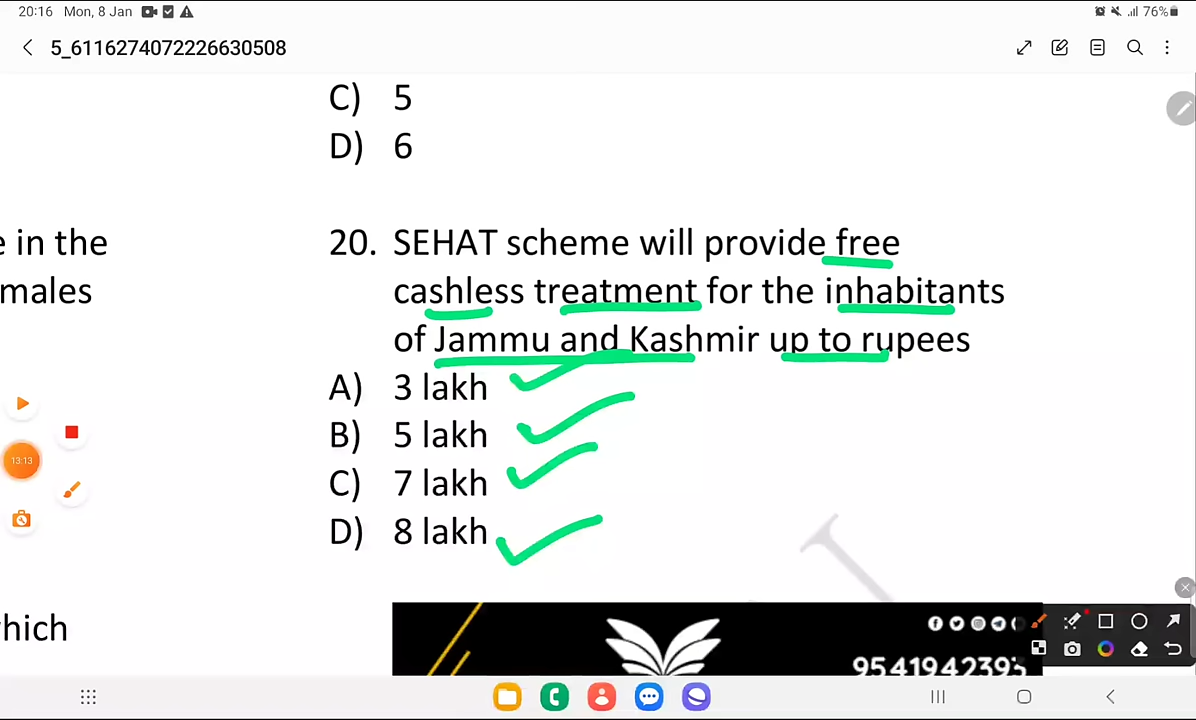 20:16 Mon, 8 Jan
76%
5_6116274072226630508
C) 5
D) 6
e in the
males
20. SEHAT scheme will provide free
cashless treatment for the inhabitants
of Jammu and Kashmir up to rupees
A) 3 lakh
B) 5 lakh
C) 7 lakh
D) 8 lakh
13:13
hich
9541942393